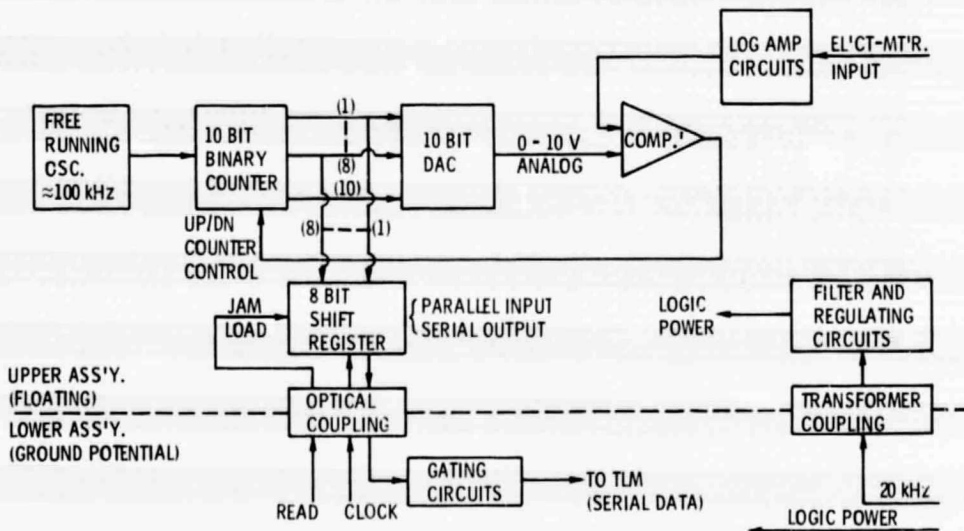 LOG AMP
CIRCUITS
EL'CT-MT'R.
INPUT
FREE
RUNNING
OSC.
≈100 kHz
10 BIT
BINARY
COUNTER
(1)
(8)
(10)
10 BIT
DAC
0 - 10 V
ANALOG
COMP.
UP/DN
COUNTER
CONTROL
(8)
(1)
JAM
LOAD
8 BIT
SHIFT
REGISTER
PARALLEL INPUT
SERIAL OUTPUT
LOGIC
POWER
FILTER AND
REGULATING
CIRCUITS
UPPER ASS'Y.
(FLOATING)
LOWER ASS'Y.
(GROUND POTENTIAL)
OPTICAL
COUPLING
TRANSFORMER
COUPLING
GATING
CIRCUITS
TO TLM
(SERIAL DATA)
READ
CLOCK
20 kHz
LOGIC POWER